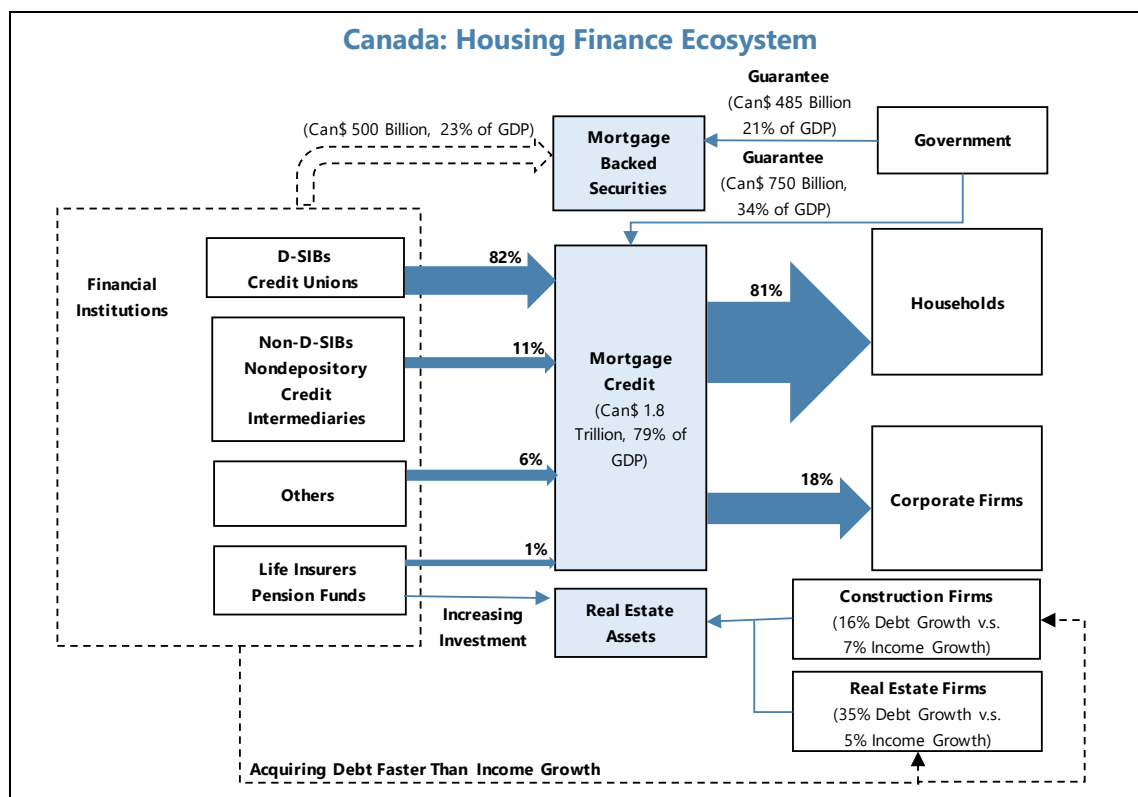 Canada: Housing Finance Ecosystem
Guarantee
(Can$ 485 Billion
21% of GDP)
(Can$ 500 Billion, 23% of GDP)
Mortgage
Backed
Securities
Government
Guarantee
(Can$ 750 Billion,
34% of GDP)
Financial
Institutions
D-SIBs
Credit Unions
82%
Non-D-SIBs
Nondepository
Credit
Intermediaries
11%
Others
6%
Life Insurers
Pension Funds
1%
Increasing
Investment
Mortgage
Credit
(Can$ 1.8
Trillion, 79% of
GDP)
81%
Households
18%
Corporate Firms
Real Estate
Assets
Construction Firms
(16% Debt Growth v.s.
7% Income Growth)
Real Estate Firms
(35% Debt Growth v.s.
5% Income Growth)
Acquiring Debt Faster Than Income Growth